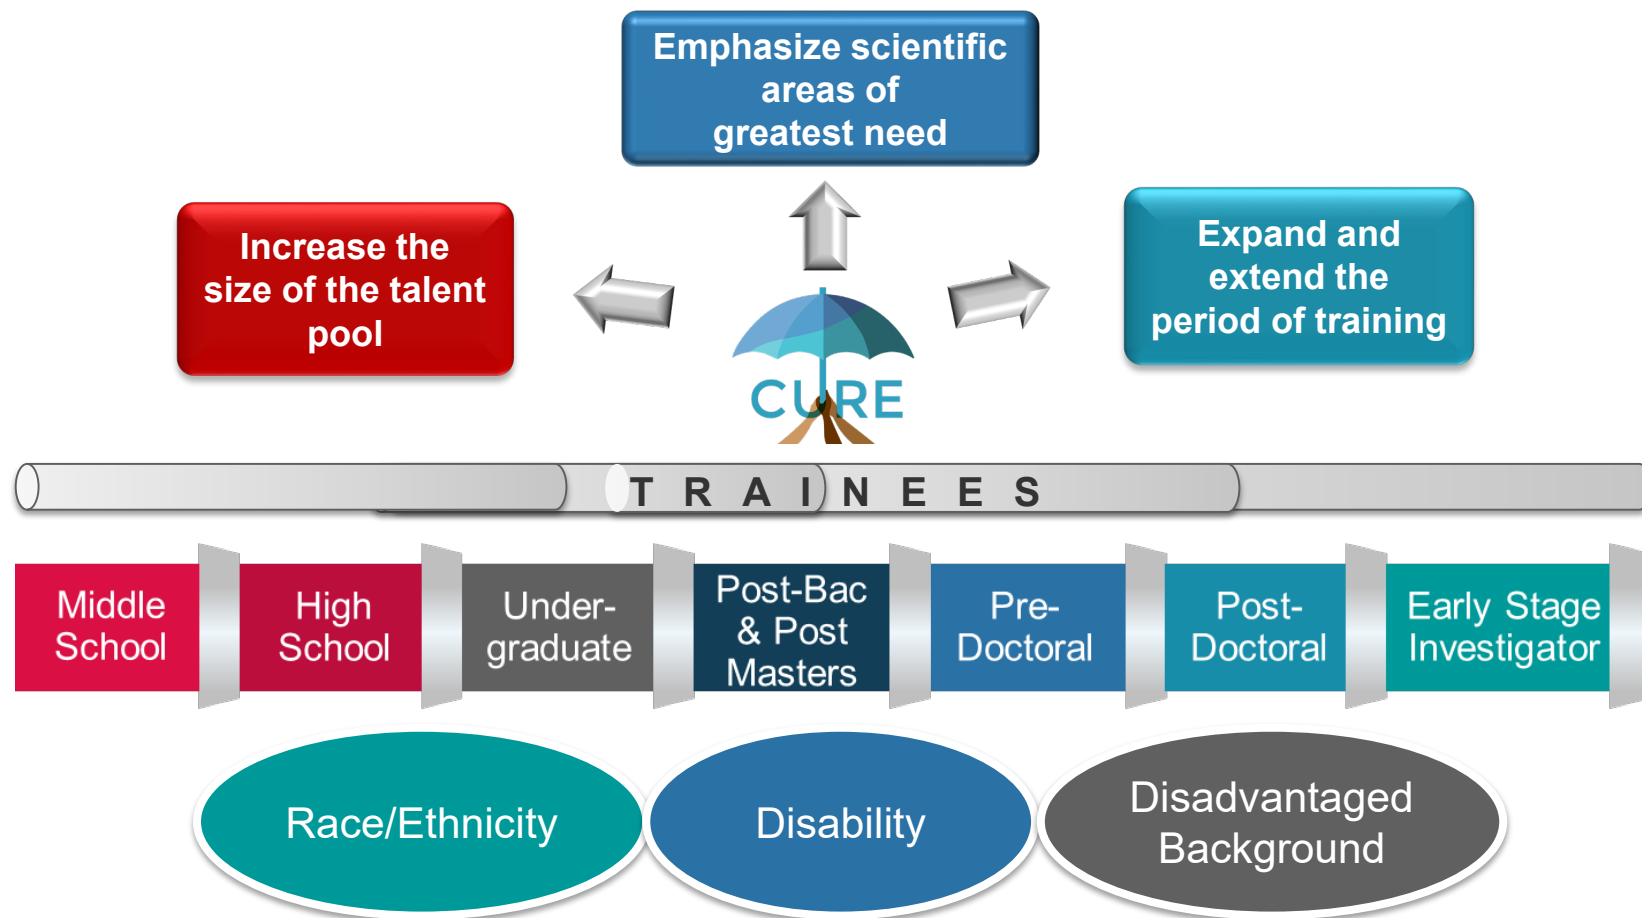 Emphasize scientific
areas of
greatest need
Increase the
size of the talent
pool
Expand and
extend the
period of training
CURE
TRAINEES
Middle
School
High
School
Under-
graduate
Post-Bac
& Post
Masters
Pre-
Doctoral
Post-
Doctoral
Early Stage
Investigator
Race/Ethnicity
Disability
Disadvantaged
Background